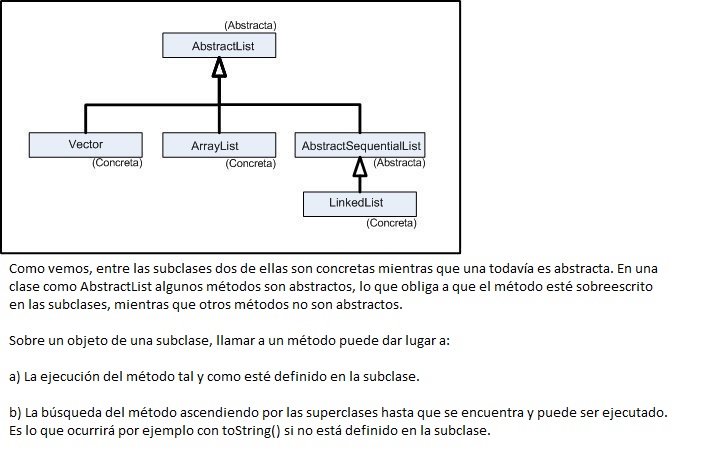 (Abstracta)
AbstractList
Vector
ArrayList
AbstractSequentialList
(Concreta)
(Concreta)
(Abstracta)
LinkedList
(Concreta)
Como vemos, entre las subclases dos de ellas son concretas mientras que una todavía es abstracta. En una
clase como AbstractList algunos métodos son abstractos, lo que obliga a que el método esté sobreescrito
en las subclases, mientras que otros métodos no son abstractos.
Sobre un objeto de una subclase, llamar a un método puede dar lugar a:
a) La ejecución del método tal y como esté definido en la subclase.
b) La búsqueda del método ascendiendo por las superclases hasta que se encuentra y puede ser ejecutado.
Es lo que ocurrirá por ejemplo con toString() si no está definido en la subclase.